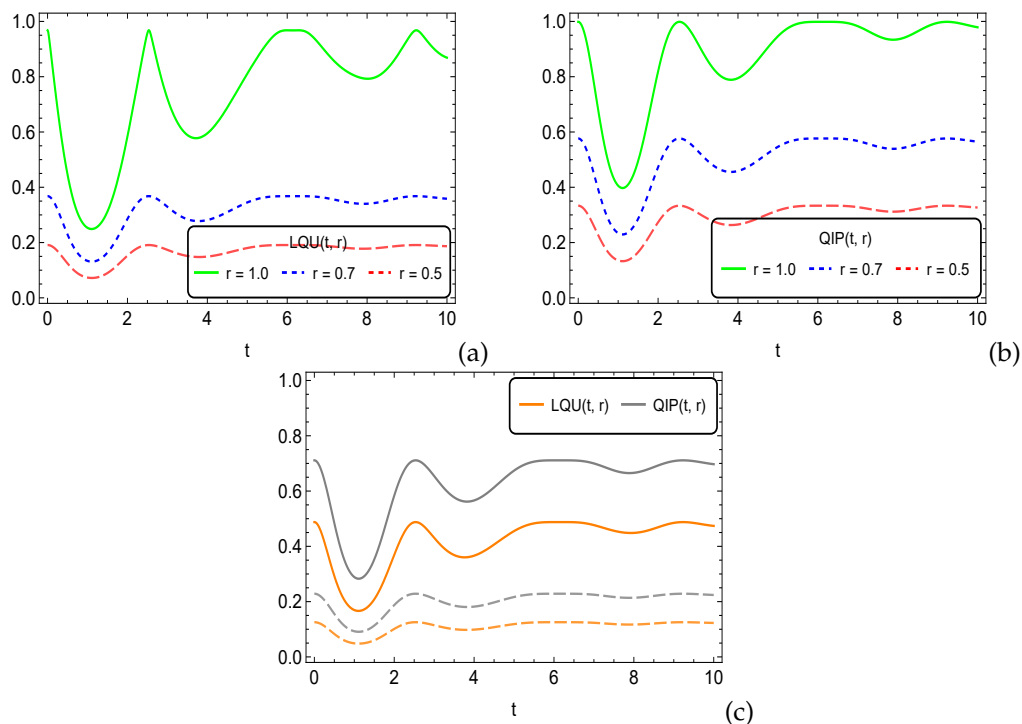 1.0
0.8
0.6
0.4
0.2
0.0
LQU(t, r)
r = 1.0 r = 0.7 r = 0.5
0 2 4 6 8 10
t
(a)
1.0
0.8
0.6
0.4
0.2
0.0
QIP(t, r)
r = 1.0 r = 0.7 r = 0.5
0 2 4 6 8 10
t
(b)
1.0
0.8
0.6
0.4
0.2
0.0
LQU(t, r) QIP(t, r)
0 2 4 6 8 10
t
(c)